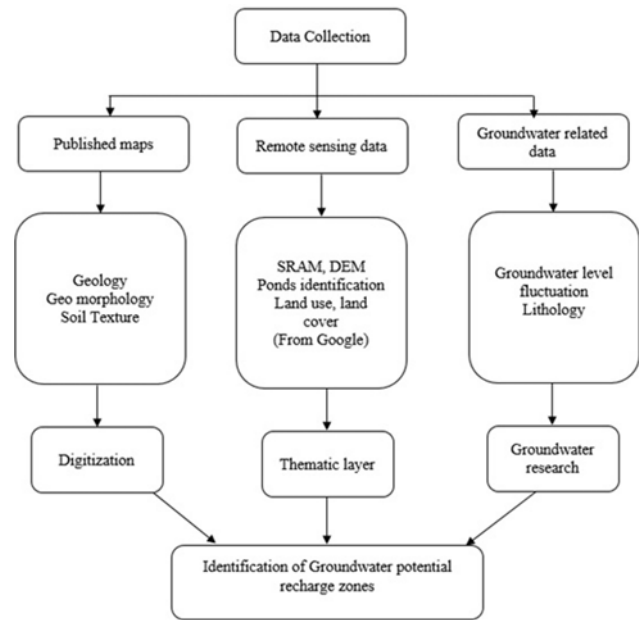 Data Collection
Published maps
Remote sensing data
Groundwater related
data
Geology
Geo morphology
Soil Texture
SRAM, DEM
Ponds identification
Land use, land
cover
(From Google)
Groundwater level
fluctuation
Lithology
Digitization
Thematic layer
Groundwater
research
Identification of Groundwater potential
recharge zones